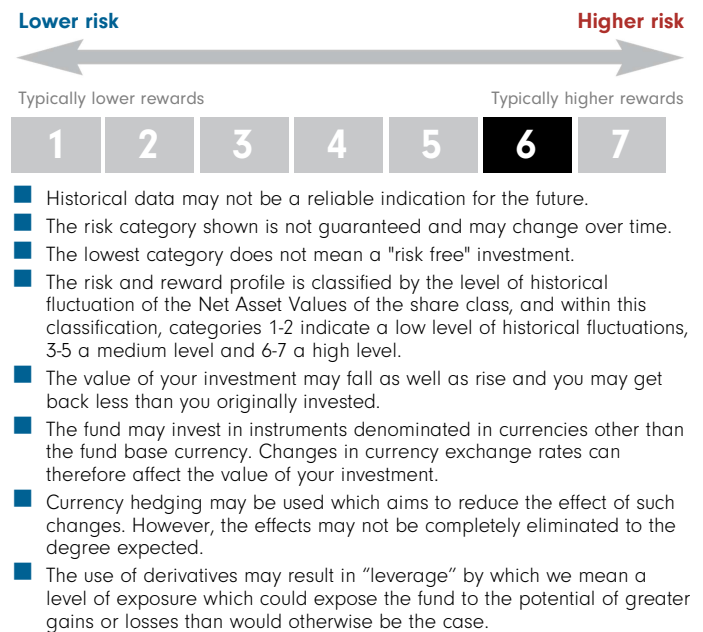 Lower risk Higher risk
Typically lower rewards Typically higher rewards
1 2 3 4 5 6 7
Historical data may not be a reliable indication for the future.
The risk category shown is not guaranteed and may change over time.
The lowest category does not mean a "risk free" investment.
The risk and reward profile is classified by the level of historical
fluctuation of the Net Asset Values of the share class, and within this
classification, categories 1-2 indicate a low level of historical fluctuations,
3-5 a medium level and 6-7 a high level.
The value of your investment may fall as well as rise and you may get
back less than you originally invested.
The fund may invest in instruments denominated in currencies other than
the fund base currency. Changes in currency exchange rates can
therefore affect the value of your investment.
Currency hedging may be used which aims to reduce the effect of such
changes. However, the effects may not be completely eliminated to the
degree expected.
The use of derivatives may result in “leverage” by which we mean a
level of exposure which could expose the fund to the potential of greater
gains or losses than would otherwise be the case.